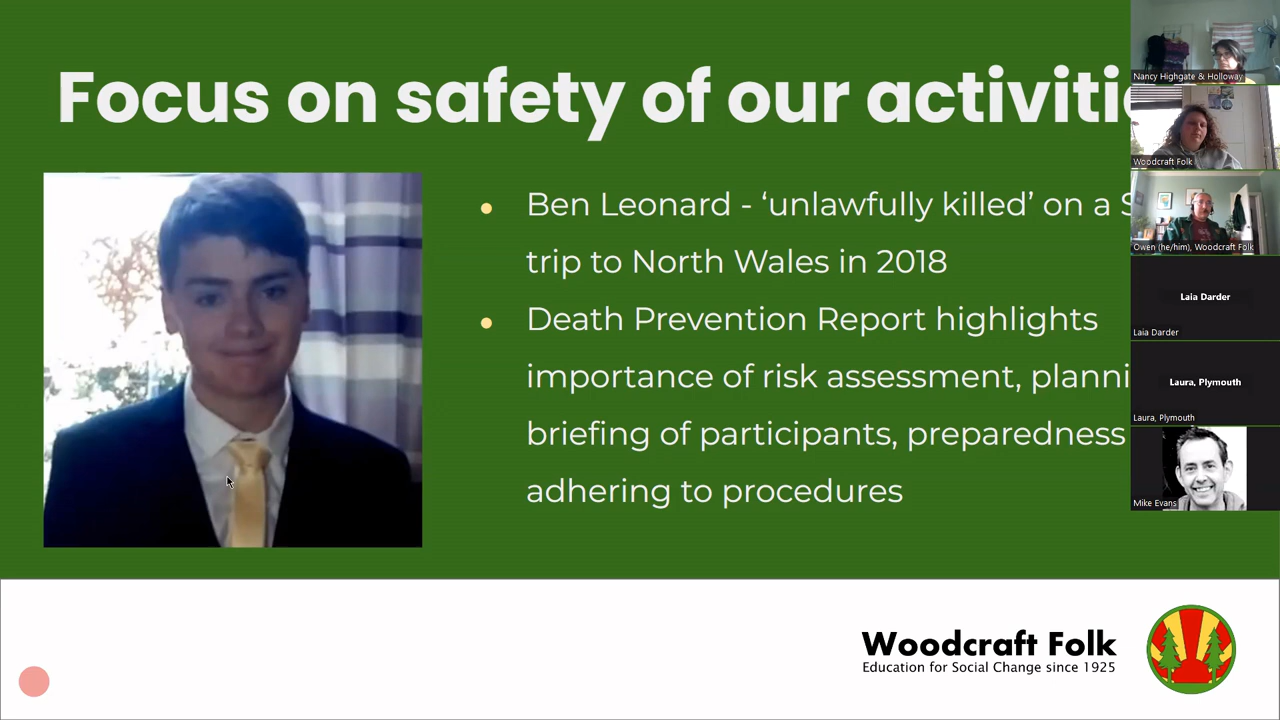 Focus on safety of our activiti
Ben Leonard - ‘unlawfully killed’ on a
trip to North Wales in 2018
Death Prevention Report highlights
importance of risk assessment, planni
briefing of participants, preparedness
adhering to procedures
Woodcraft Folk
Education for Social Change since 1925
Nancy Highgate & Holloway
Woodcraft Folk
Owen (he/him), Woodcraft Folk
Laia Darder
Laia Darder
Laura, Plymouth
Laura, Plymouth
Mike Evans